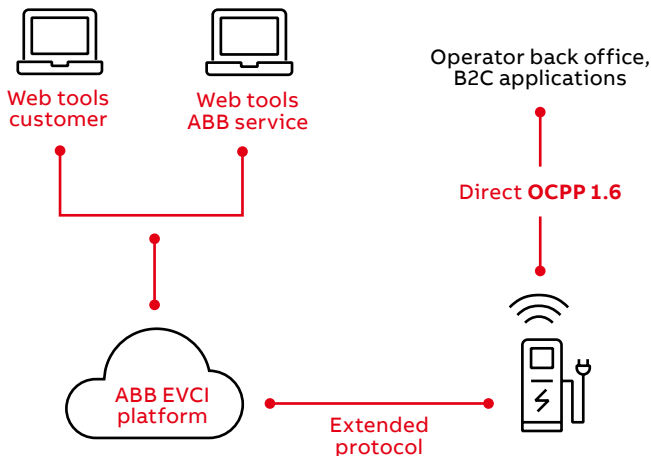 Web tools
customer
Web tools
ABB service
Operator back office,
B2C applications
Direct OCPP 1.6
ABB EVCI
platform
Extended
protocol